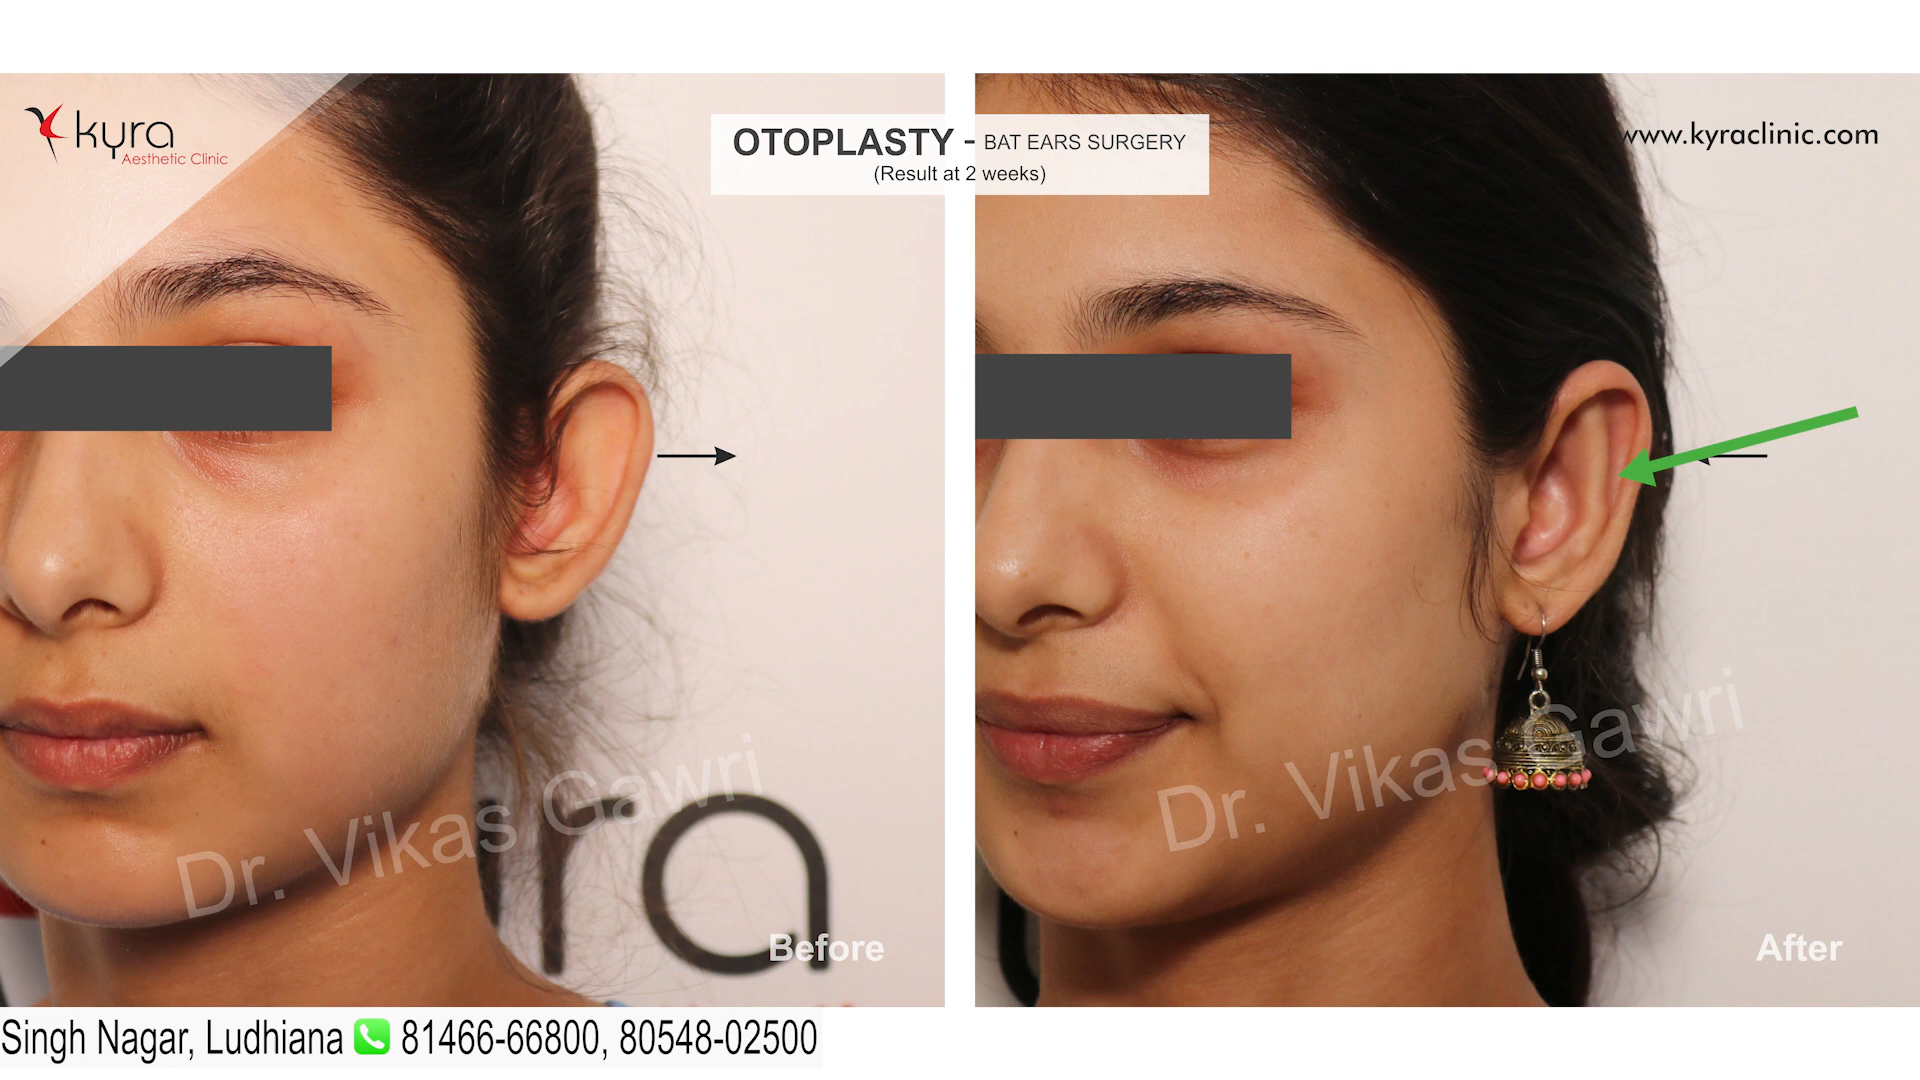 kyra
Aesthetic Clinic
OTOPLASTY - BAT EARS SURGERY
(Result at 2 weeks)
www.kyraclinic.com
Dr. Vikas Gawri
Dr. Vikas Gawri
ra
Before
After
Singh Nagar, Ludhiana 81466-66800, 80548-02500